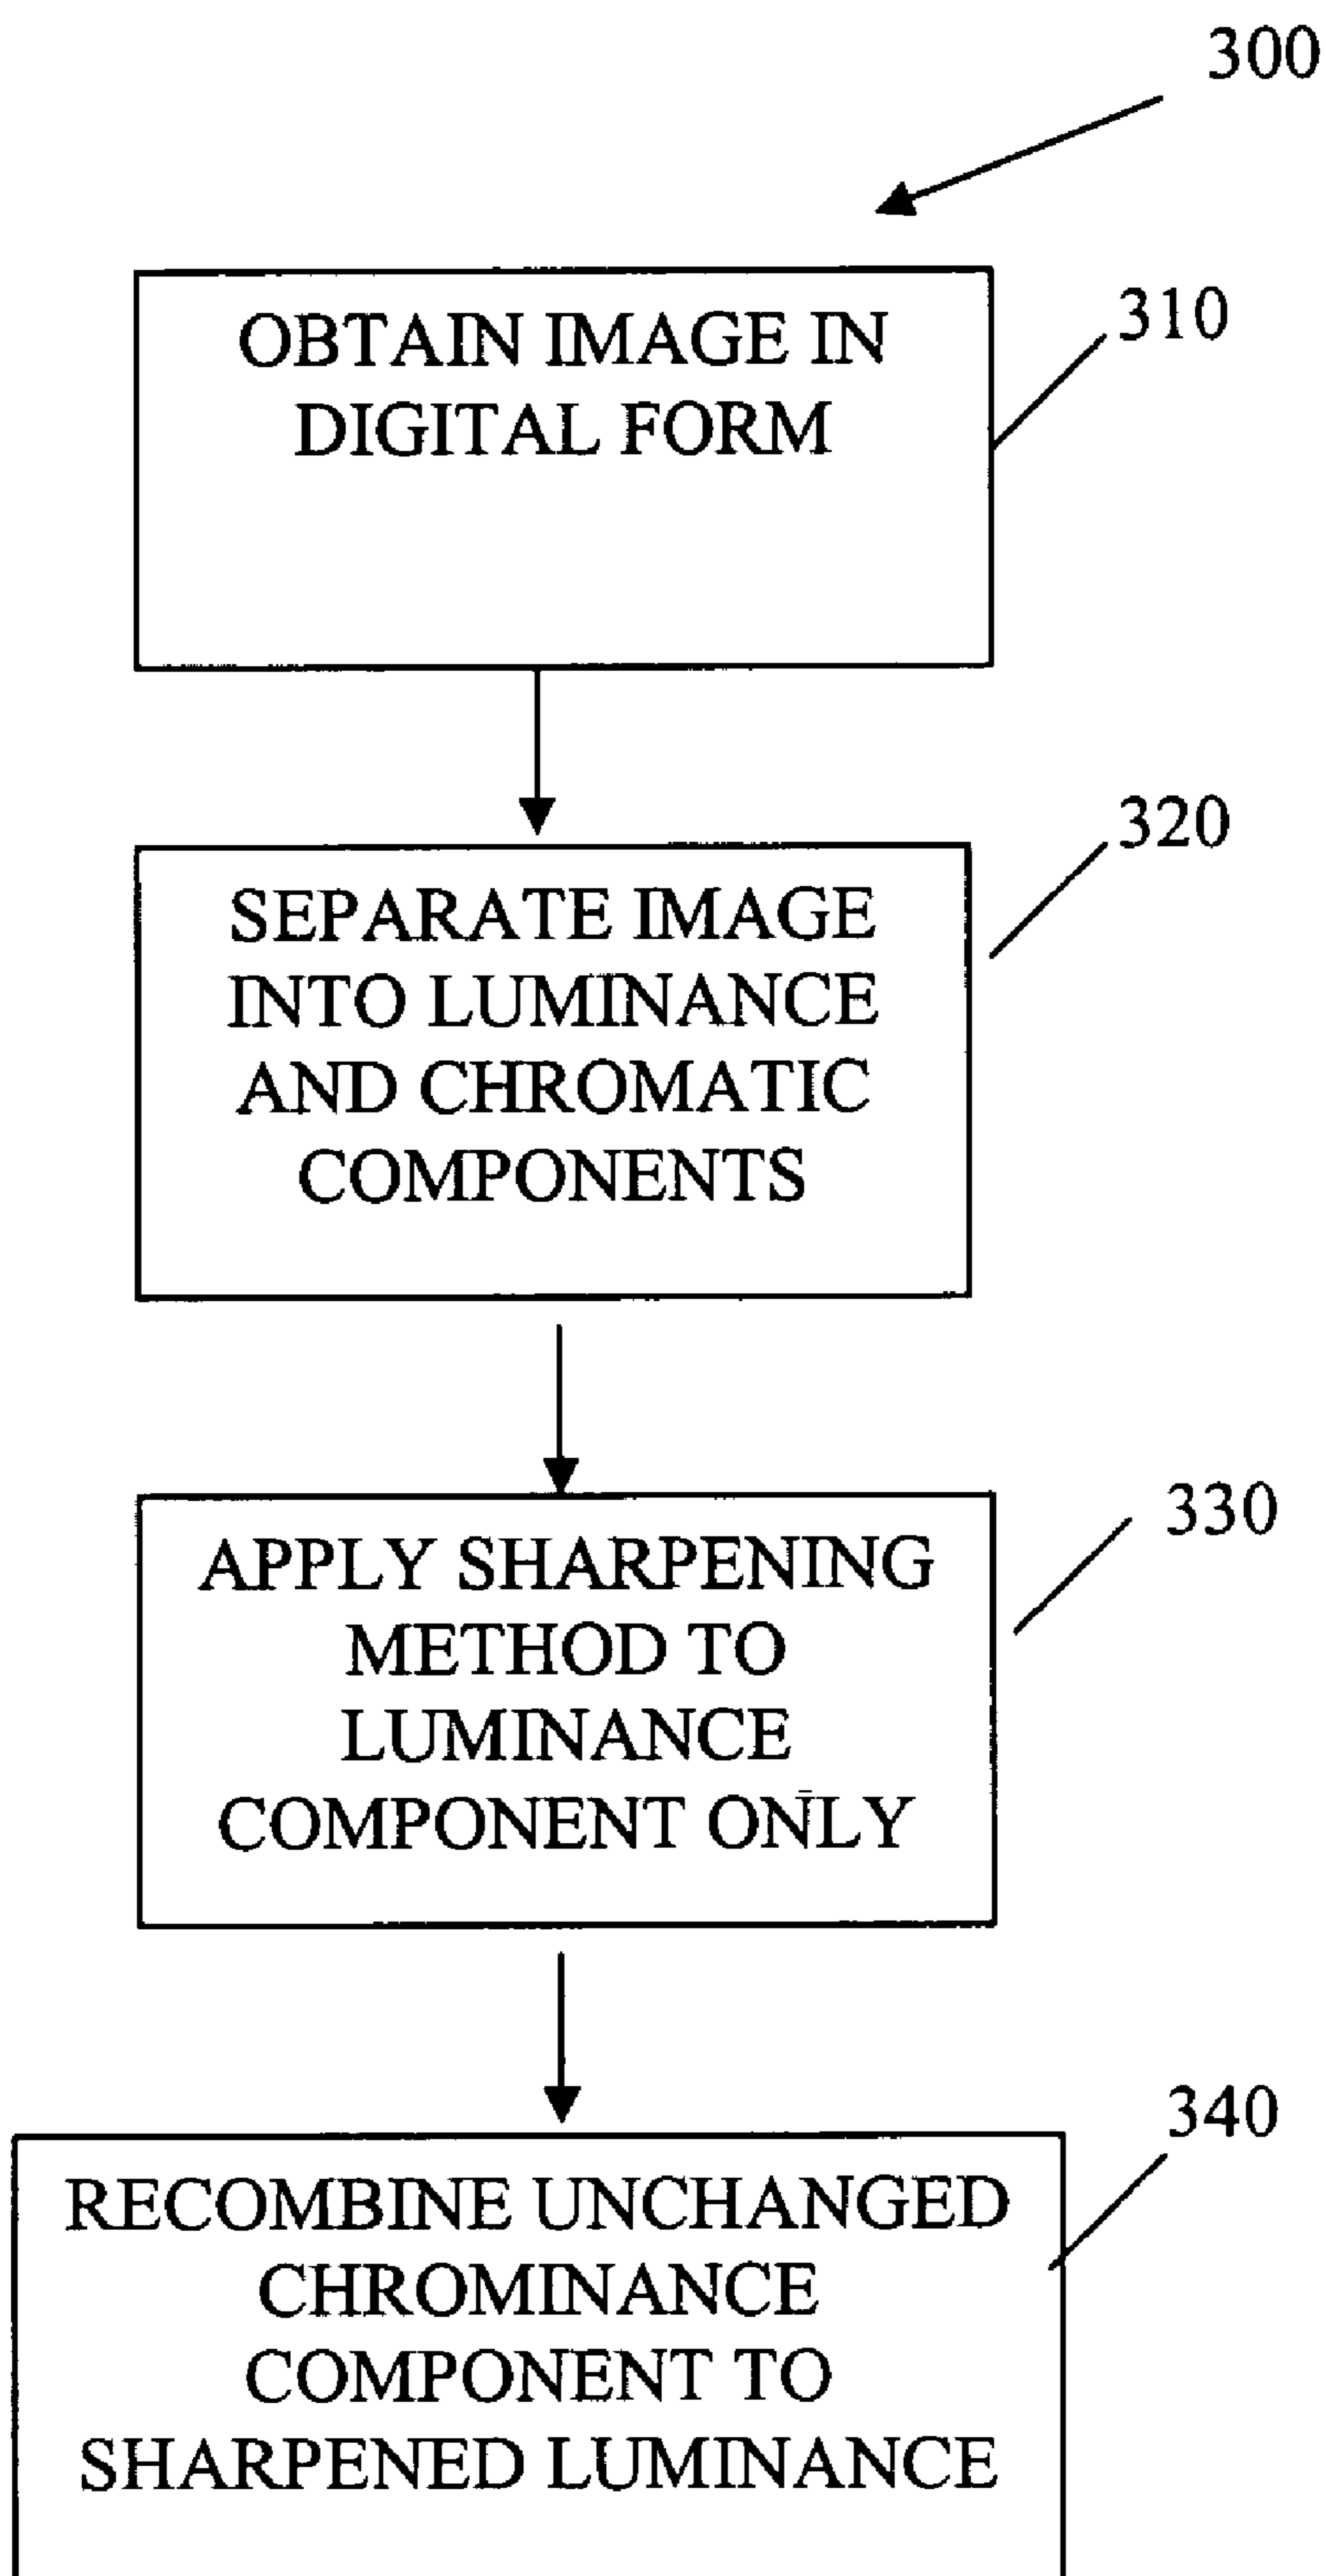 300
OBTAIN IMAGE IN
DIGITAL FORM
310
SEPARATE IMAGE
INTO LUMINANCE
AND CHROMATIC
COMPONENTS
320
APPLY SHARPENING
METHOD TO
LUMINANCE
COMPONENT ONLY
330
RECOMBINE UNCHANGED
CHROMINANCE
COMPONENT TO
SHARPENED LUMINANCE
340